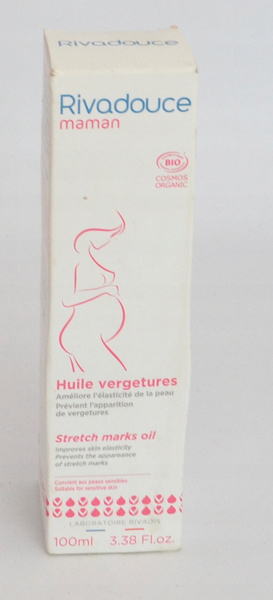 Rivadouce
Rivadouce
maman
BIO
COSMOS
ORGANIC
Huile vergetures
Améliore l'élasticité de la peau
Prévient l'apparition
de vergetures
Stretch marks oil
Improves skin elasticity
Prevents the appareance
of stretch marks
Convient aux peaux sensibles
Suitable for sensitive skin
LABORATOIRE RIVADIS
100ml 3.38 Fl.oz.